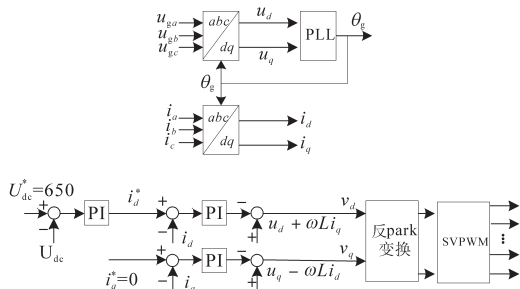 u_ga
u_gb
u_gc
abc
dq
u_d
u_q
PLL
θ_g
θ_g
i_a
i_b
i_c
abc
dq
i_d
i_q
U*_dc=650
+
−
U_dc
PI
i_d*
+
−
i_d
PI
−
+
u_d + ωLi_q
v_d
i_q*=0
+
−
i_q
PI
−
+
u_q − ωLi_d
v_q
反park
变换
SVPWM